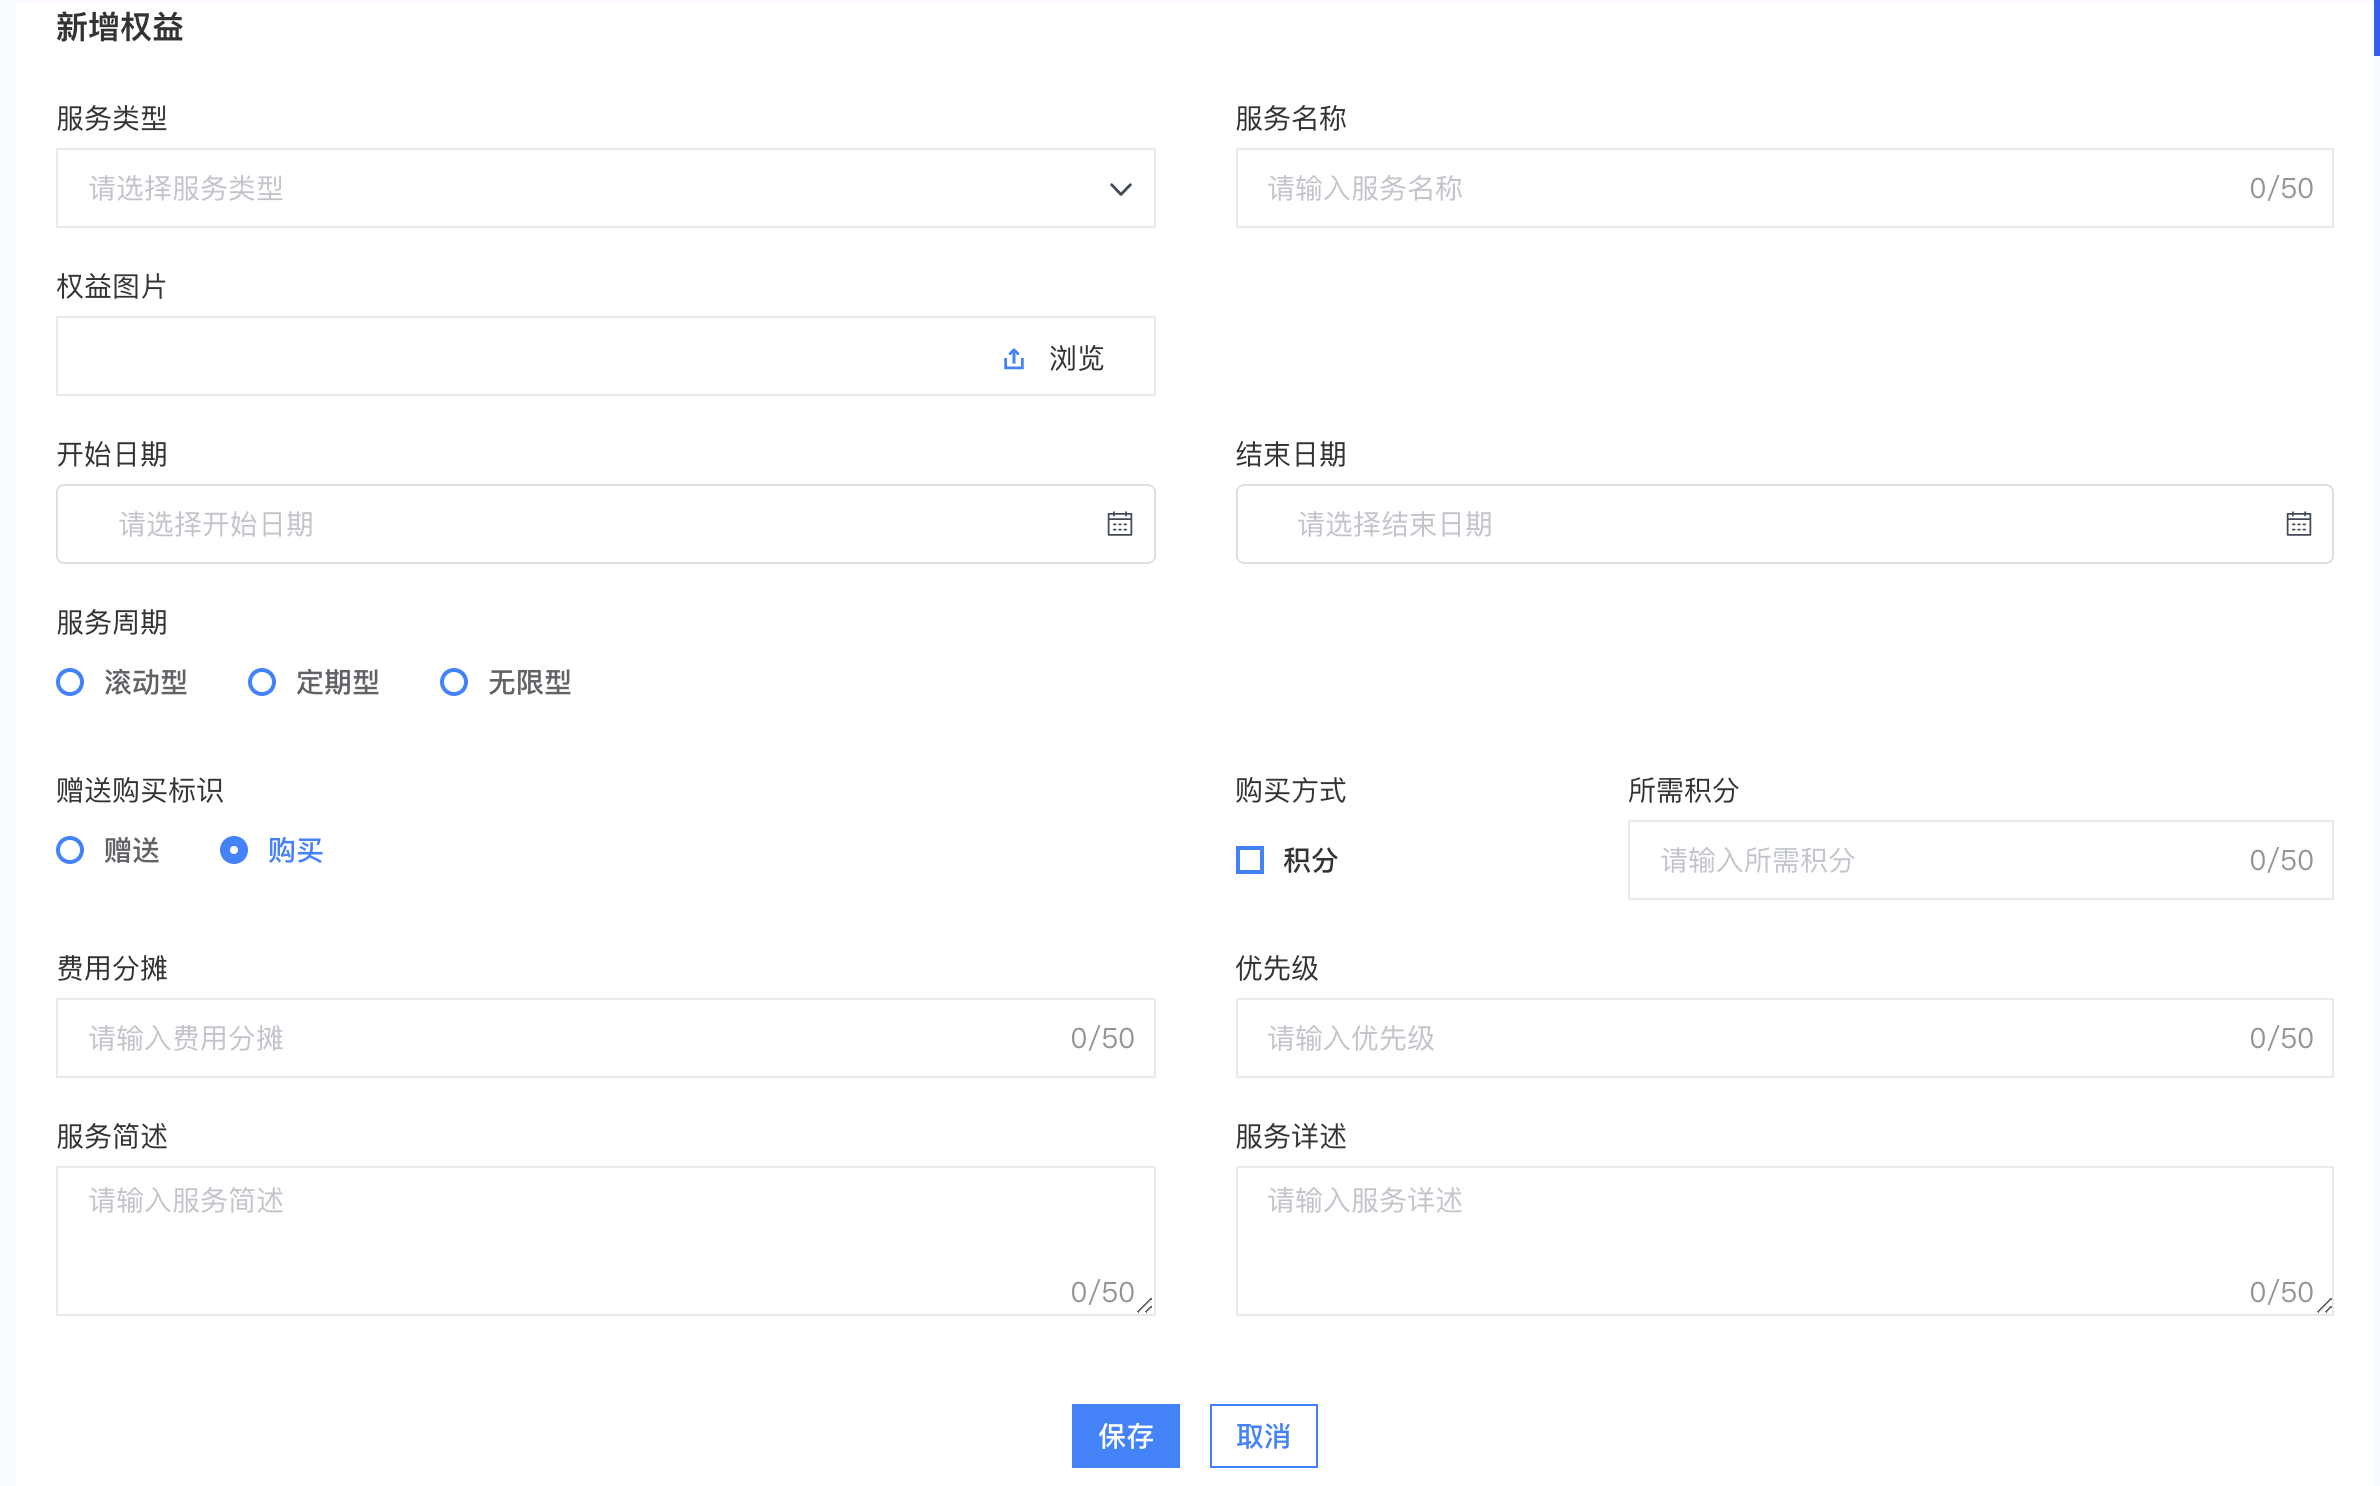 新增权益
服务类型
服务名称
请选择服务类型
请输入服务名称 0/50
权益图片
浏览
开始日期
结束日期
请选择开始日期
请选择结束日期
服务周期
滚动型 定期型 无限型
赠送购买标识
购买方式
所需积分
赠送 购买
积分
请输入所需积分 0/50
费用分摊
优先级
请输入费用分摊 0/50
请输入优先级 0/50
服务简述
服务详述
请输入服务简述
请输入服务详述
0/50
0/50
保存 取消